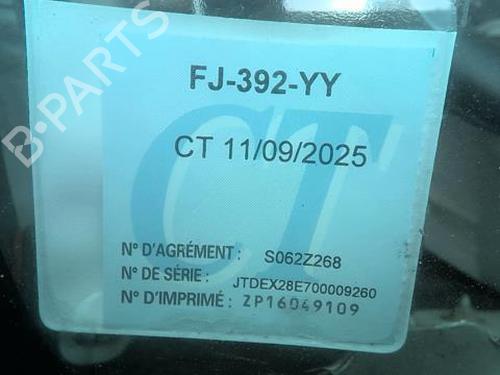 B-PARTS
FJ-392-YY
CT
CT 11/09/2025
N° D'AGRÉMENT : S062Z268
N° DE SÉRIE : JTDEX28E700009260
N° D'IMPRIMÉ : ZP16049109